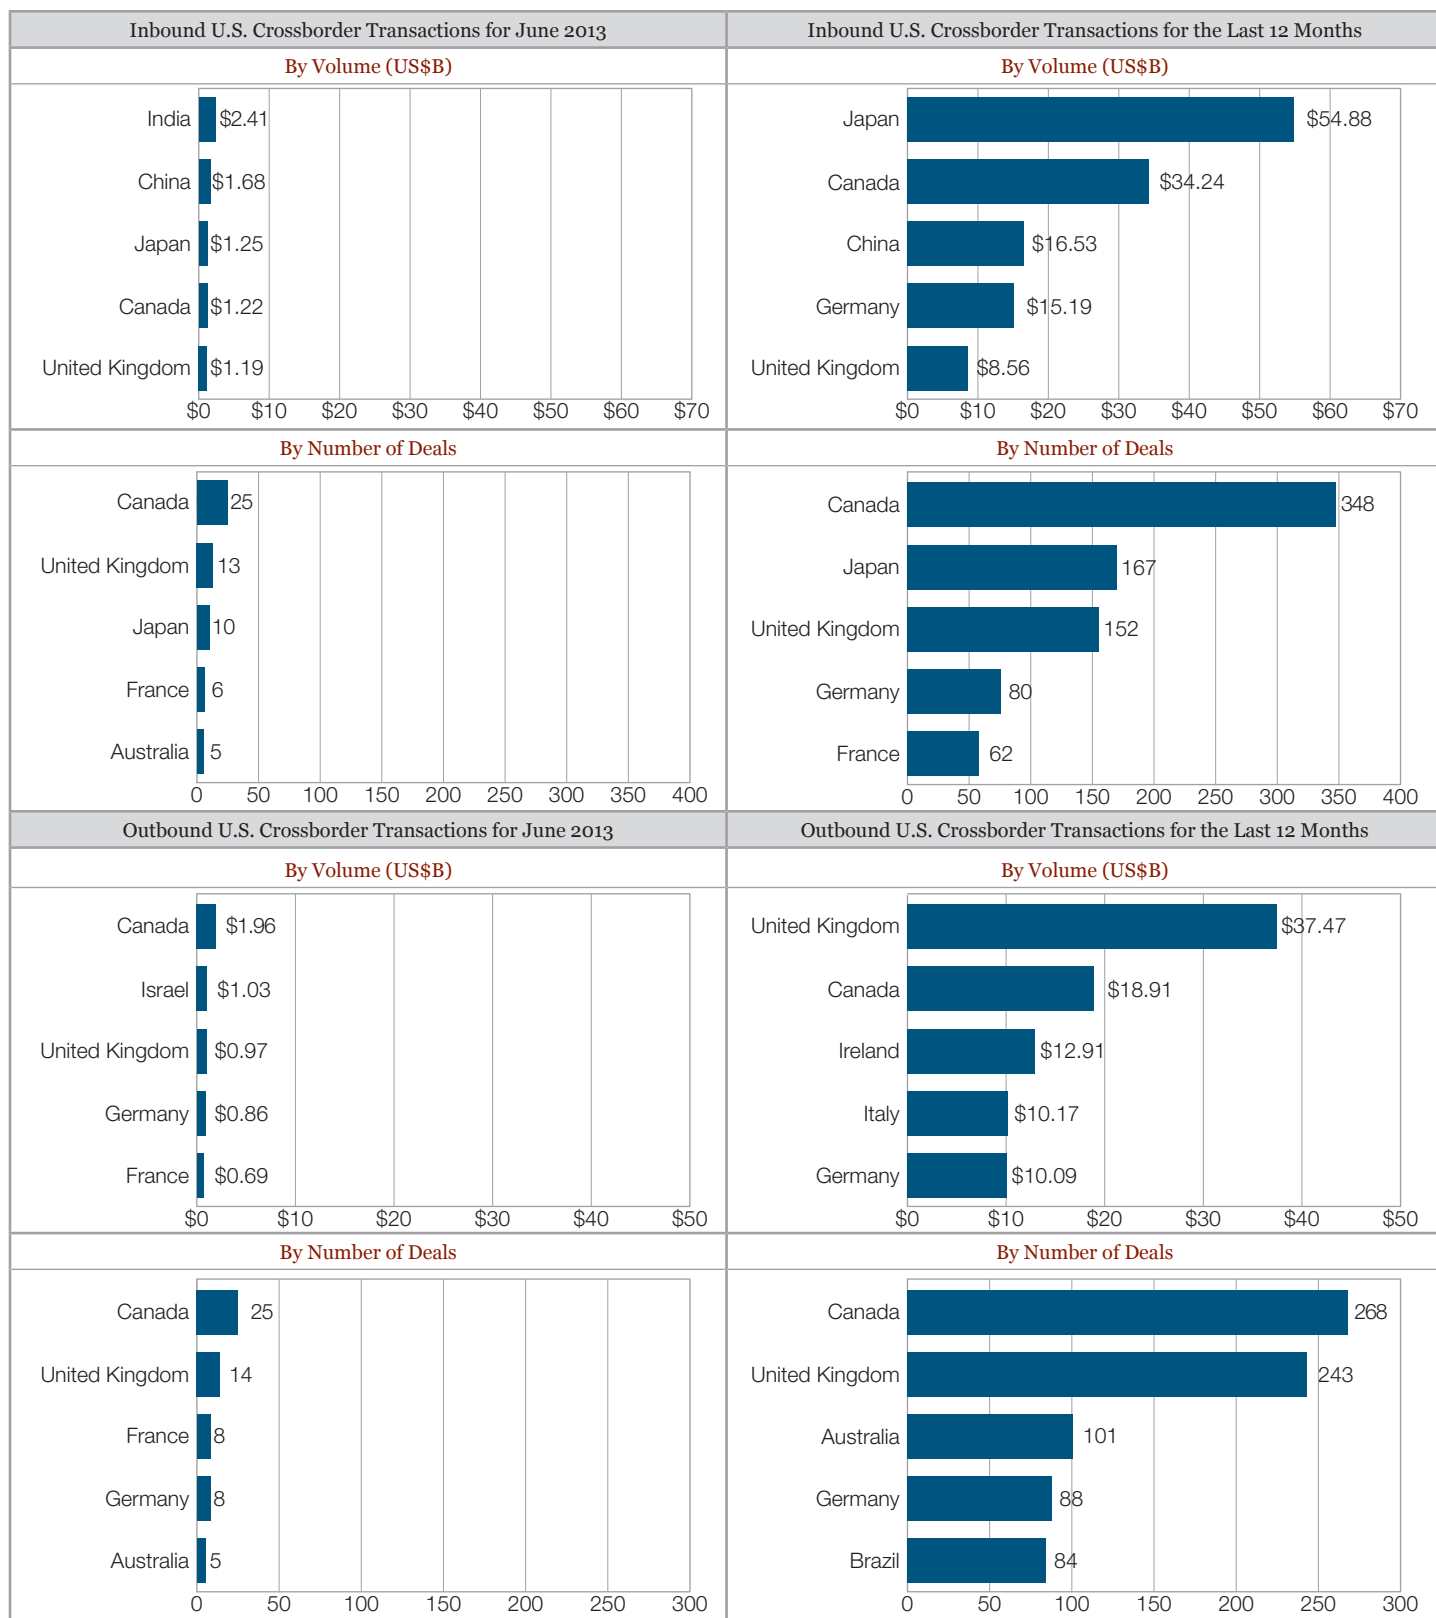 Inbound U.S. Crossborder Transactions for June 2013
By Volume (US$B)
India $2.41
China $1.68
Japan $1.25
Canada $1.22
United Kingdom $1.19
$0 $10 $20 $30 $40 $50 $60 $70
By Number of Deals
Canada 25
United Kingdom 13
Japan 10
France 6
Australia 5
0 50 100 150 200 250 300 350 400
Inbound U.S. Crossborder Transactions for the Last 12 Months
By Volume (US$B)
Japan $54.88
Canada $34.24
China $16.53
Germany $15.19
United Kingdom $8.56
$0 $10 $20 $30 $40 $50 $60 $70
By Number of Deals
Canada 348
Japan 167
United Kingdom 152
Germany 80
France 62
0 50 100 150 200 250 300 350 400
Outbound U.S. Crossborder Transactions for June 2013
By Volume (US$B)
Canada $1.96
Israel $1.03
United Kingdom $0.97
Germany $0.86
France $0.69
$0 $10 $20 $30 $40 $50
By Number of Deals
Canada 25
United Kingdom 14
France 8
Germany 8
Australia 5
0 50 100 150 200 250 300
Outbound U.S. Crossborder Transactions for the Last 12 Months
By Volume (US$B)
United Kingdom $37.47
Canada $18.91
Ireland $12.91
Italy $10.17
Germany $10.09
$0 $10 $20 $30 $40 $50
By Number of Deals
Canada 268
United Kingdom 243
Australia 101
Germany 88
Brazil 84
0 50 100 150 200 250 300